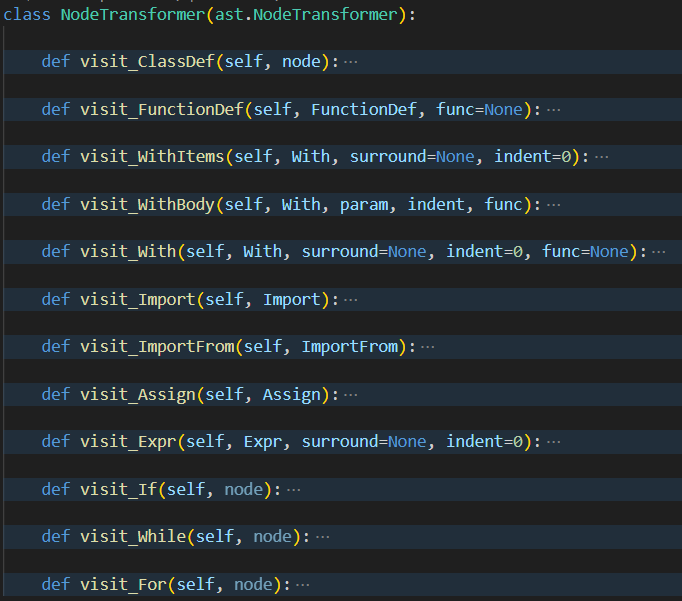 class NodeTransformer(ast.NodeTransformer):
def visit_ClassDef(self, node):···
def visit_FunctionDef(self, FunctionDef, func=None):···
def visit_WithItems(self, With, surround=None, indent=0):···
def visit_WithBody(self, With, param, indent, func):···
def visit_With(self, With, surround=None, indent=0, func=None):···
def visit_Import(self, Import):···
def visit_ImportFrom(self, ImportFrom):···
def visit_Assign(self, Assign):···
def visit_Expr(self, Expr, surround=None, indent=0):···
def visit_If(self, node):···
def visit_While(self, node):···
def visit_For(self, node):···